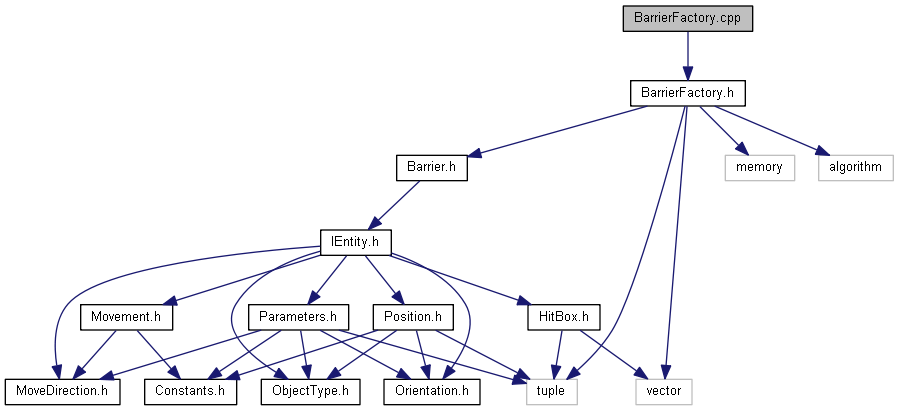 BarrierFactory.cpp
BarrierFactory.h
Barrier.h
memory
algorithm
IEntity.h
Movement.h
Parameters.h
Position.h
HitBox.h
MoveDirection.h
Constants.h
ObjectType.h
Orientation.h
tuple
vector